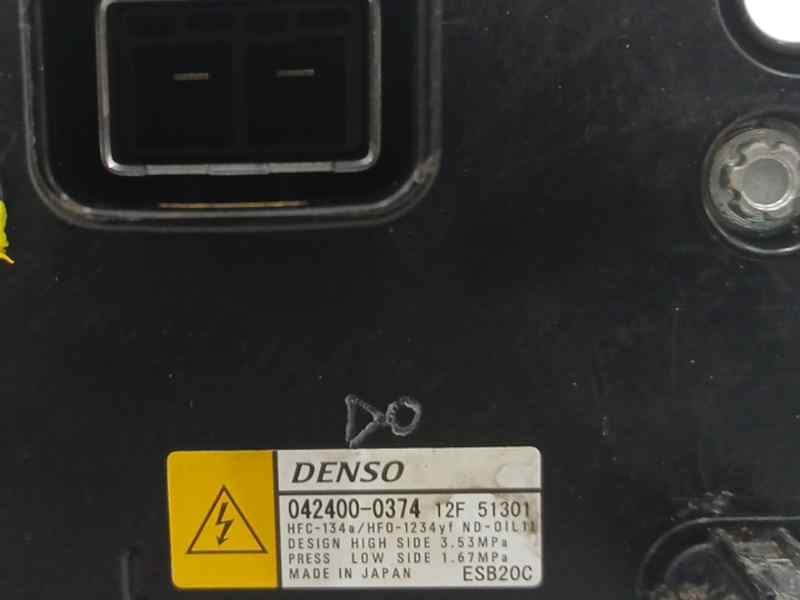 DENSO
042400-0374 12F 51301
HFC-134a/HFO-1234yf ND-OIL11
DESIGN HIGH SIDE 3.53MPa
PRESS LOW SIDE 1.67MPa
MADE IN JAPAN ESB20C